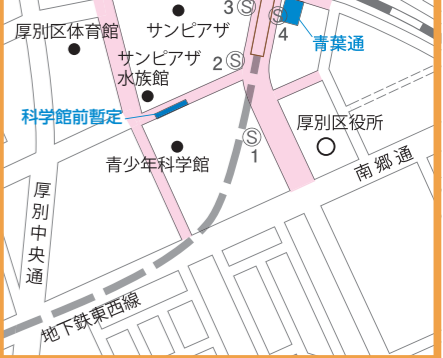 3 Ⓢ
Ⓢ
4
厚別区体育館
サンピアザ
青葉通
サンピアザ
水族館
2 Ⓢ
科学館前暫定
Ⓢ
1
厚別区役所
青少年科学館
南郷通
厚別中央通
地下鉄東西線